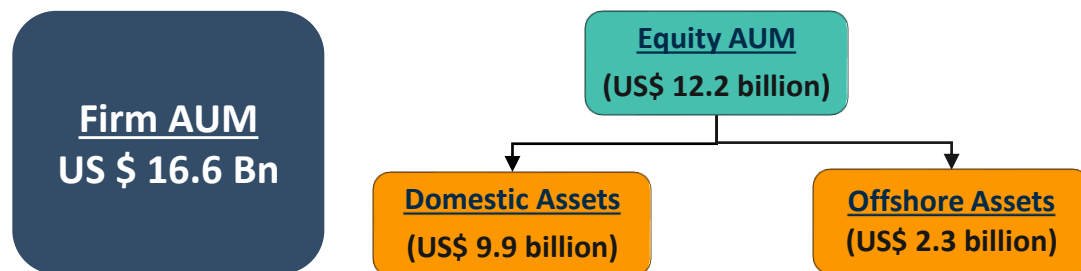 Firm AUM
US $ 16.6 Bn
Equity AUM
(US$ 12.2 billion)
Domestic Assets
(US$ 9.9 billion)
Offshore Assets
(US$ 2.3 billion)